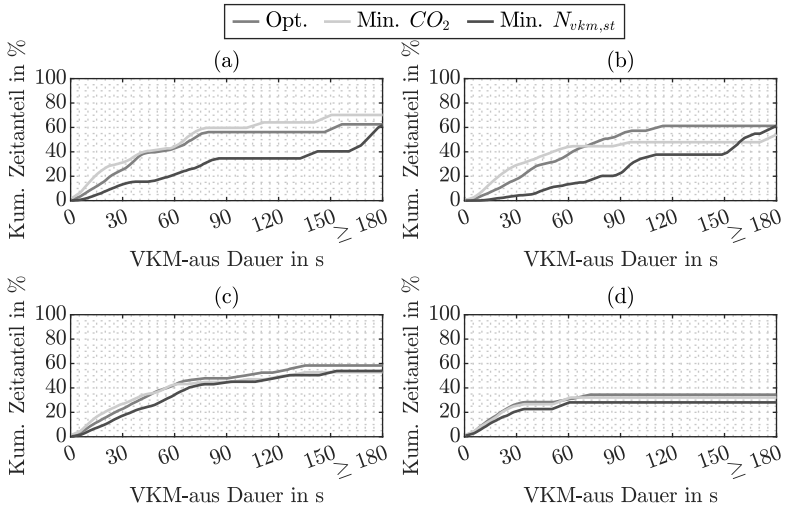 Opt. Min. CO₂ Min. N_{vkm,st}
(a)
Kum. Zeitanteil in %
100
80
60
40
20
0
0 30 60 90 120 150 ≥ 180
VKM-aus Dauer in s
(b)
Kum. Zeitanteil in %
100
80
60
40
20
0
0 30 60 90 120 150 ≥ 180
VKM-aus Dauer in s
(c)
Kum. Zeitanteil in %
100
80
60
40
20
0
0 30 60 90 120 150 ≥ 180
VKM-aus Dauer in s
(d)
Kum. Zeitanteil in %
100
80
60
40
20
0
0 30 60 90 120 150 ≥ 180
VKM-aus Dauer in s